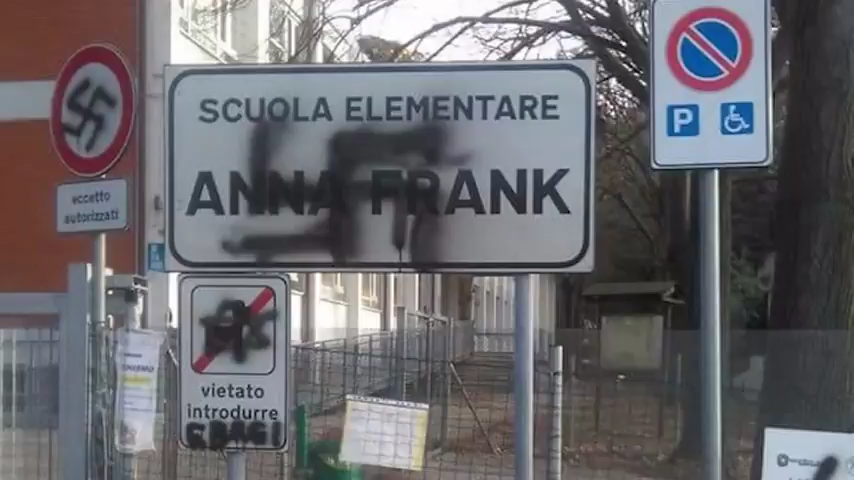 SCUOLA ELEMENTARE
ANNA FRANK
eccetto
autorizzati
P
vietato
introdurre